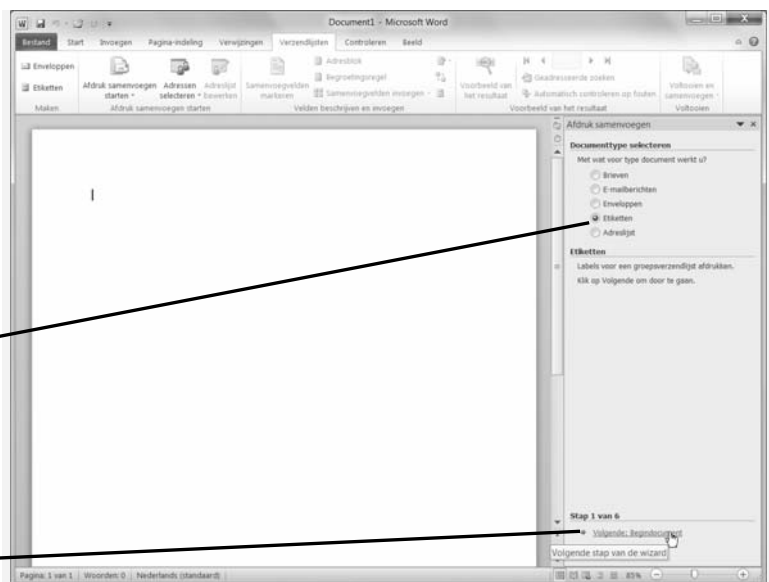 Document1 - Microsoft Word
Bestand Start Invoegen Pagina-indeling Verwijzingen Verzendlijsten Controleren Beeld
Enveloppen
Etiketten
Maken
Afdruk samenvoegen starten
Adressen selecteren
Adreslijst bewerken
Afdruk samenvoegen starten
Samenvoegvelden markeren
Adresblok
Begroetingsregel
Samenvoegvelden invoegen
Velden beschrijven en invoegen
Voorbeeld van het resultaat
Geadresseerde zoeken
Automatisch controleren op fouten
Voorbeeld van het resultaat
Voltooien en samenvoegen
Voltooien
Afdruk samenvoegen
Documenttype selecteren
Met wat voor type document werkt u?
Brieven
E-mailberichten
Enveloppen
Etiketten
Adreslijst
Etiketten
Labels voor een groepsverzendlijst afdrukken.
Klik op Volgende om door te gaan.
Stap 1 van 6
Volgende: Begindocument
Volgende stap van de wizard
Pagina: 1 van 1 Woorden: 0 Nederlands (standaard) 85%